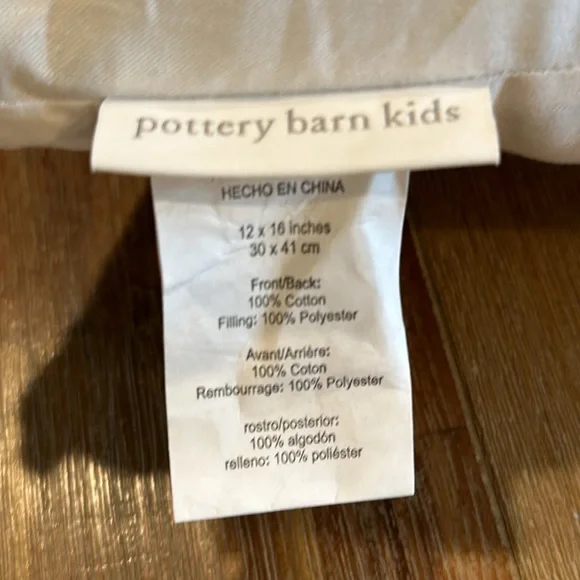 pottery barn kids
HECHO EN CHINA
12 x 16 inches
30 x 41 cm
Front/Back:
100% Cotton
Filling: 100% Polyester
Avant/Arrière:
100% Coton
Rembourrage: 100% Polyester
rostro/posterior:
100% algodón
relleno: 100% poliéster